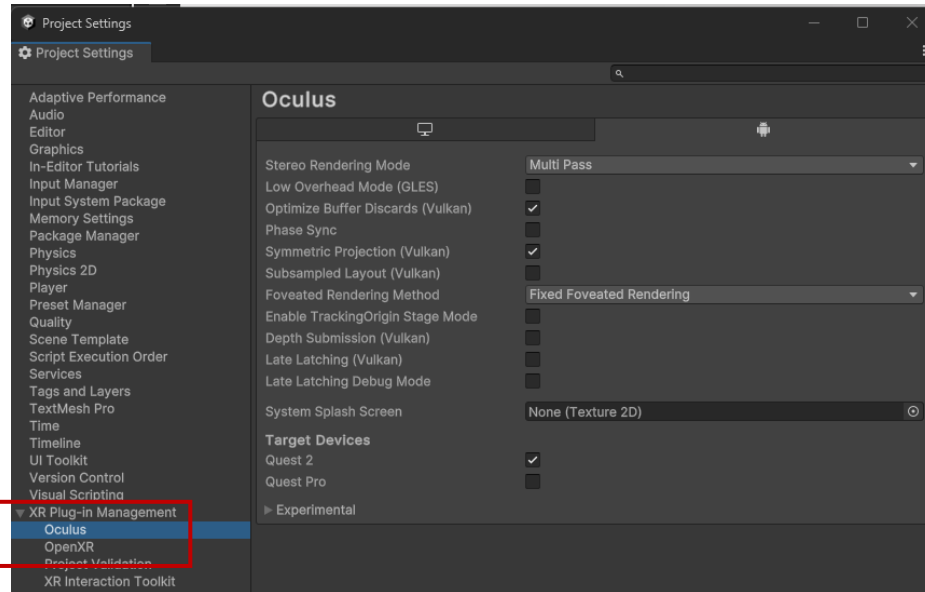 Project Settings
Project Settings
Adaptive Performance
Audio
Editor
Graphics
In-Editor Tutorials
Input Manager
Input System Package
Memory Settings
Package Manager
Physics
Physics 2D
Player
Preset Manager
Quality
Scene Template
Script Execution Order
Services
Tags and Layers
TextMesh Pro
Time
Timeline
UI Toolkit
Version Control
Visual Scripting
XR Plug-in Management
Oculus
OpenXR
Project Validation
XR Interaction Toolkit
Oculus
Stereo Rendering Mode Multi Pass
Low Overhead Mode (GLES)
Optimize Buffer Discards (Vulkan)
Phase Sync
Symmetric Projection (Vulkan)
Subsampled Layout (Vulkan)
Foveated Rendering Method Fixed Foveated Rendering
Enable TrackingOrigin Stage Mode
Depth Submission (Vulkan)
Late Latching (Vulkan)
Late Latching Debug Mode
System Splash Screen None (Texture 2D)
Target Devices
Quest 2
Quest Pro
Experimental